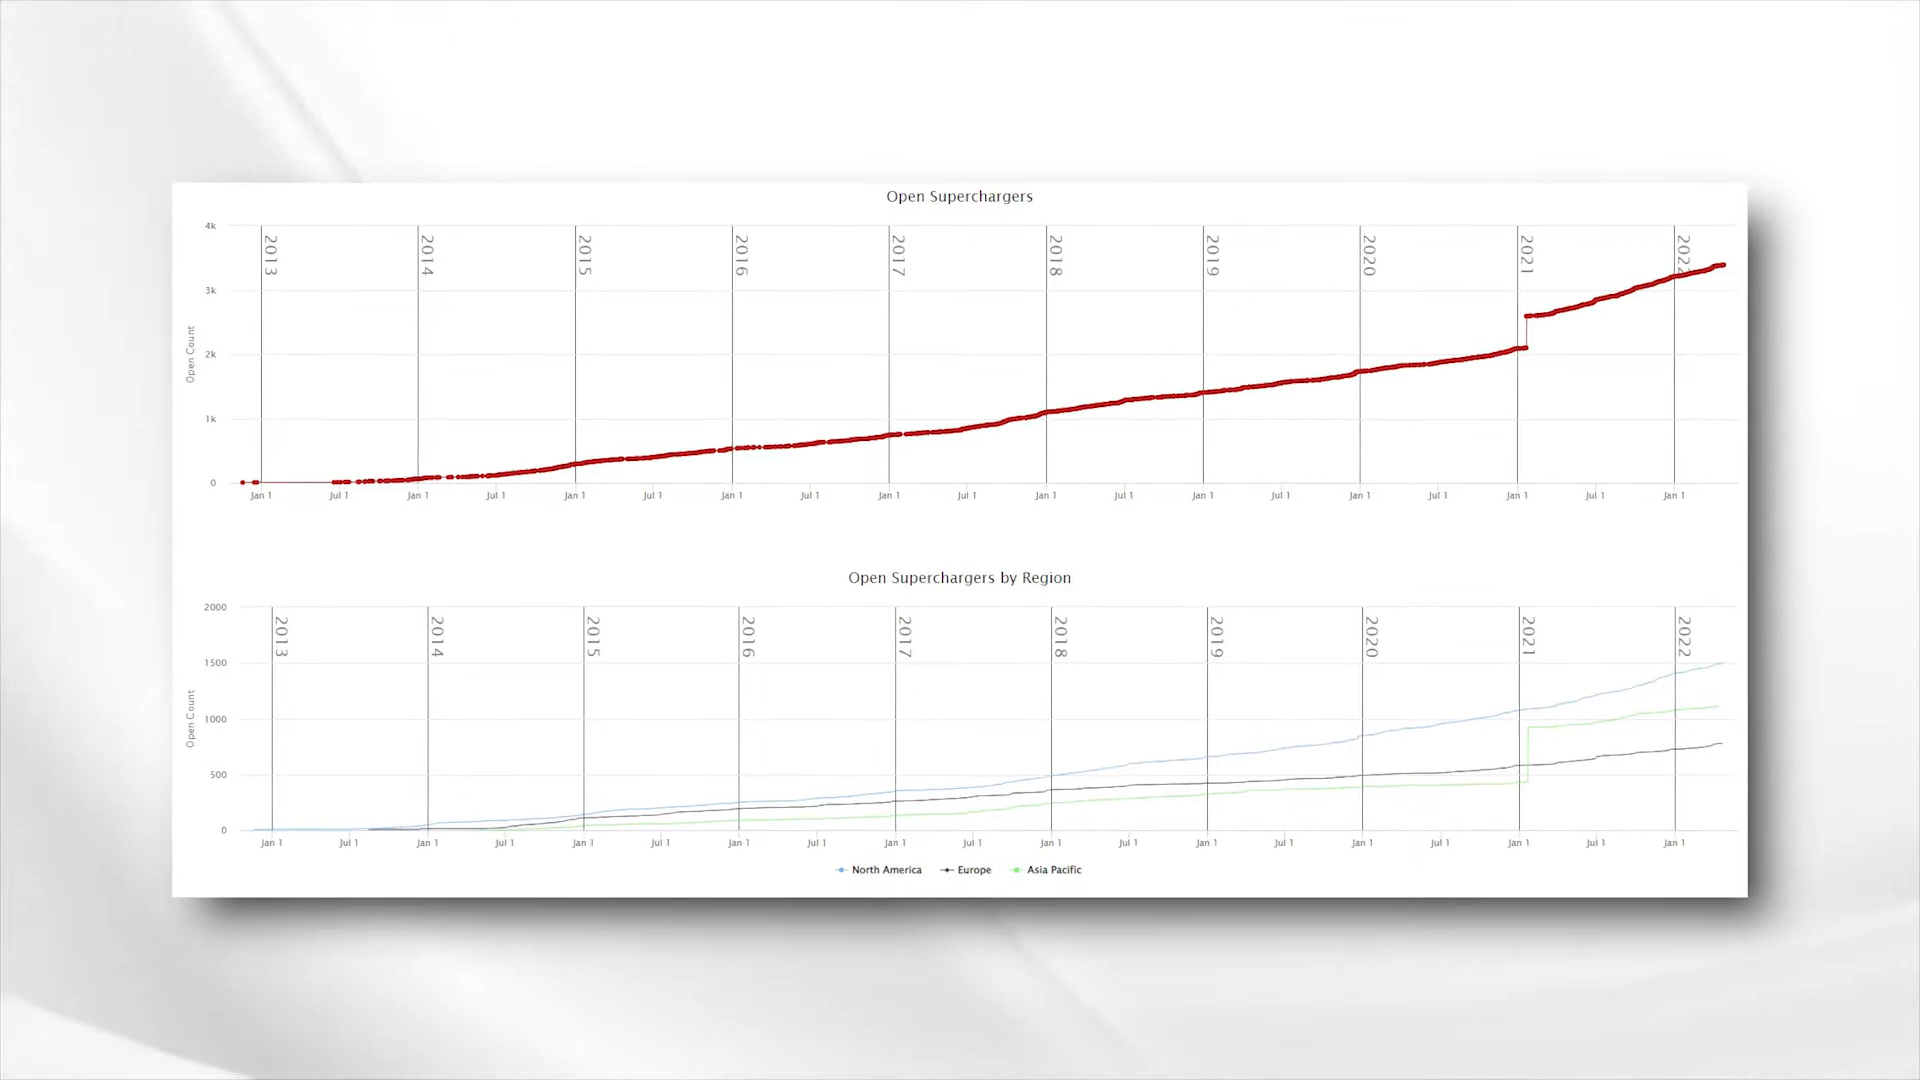 Open Superchargers
4k
3k
2k
1k
0
Open Count
2013
2014
2015
2016
2017
2018
2019
2020
2021
2022
Jan 1 Jul 1 Jan 1 Jul 1 Jan 1 Jul 1 Jan 1 Jul 1 Jan 1 Jul 1 Jan 1 Jul 1 Jan 1 Jul 1 Jan 1 Jul 1 Jan 1 Jul 1 Jan 1
Open Superchargers by Region
2000
1500
1000
500
0
Open Count
2013
2014
2015
2016
2017
2018
2019
2020
2021
2022
Jan 1 Jul 1 Jan 1 Jul 1 Jan 1 Jul 1 Jan 1 Jul 1 Jan 1 Jul 1 Jan 1 Jul 1 Jan 1 Jul 1 Jan 1 Jul 1 Jan 1 Jul 1 Jan 1
North America Europe Asia Pacific